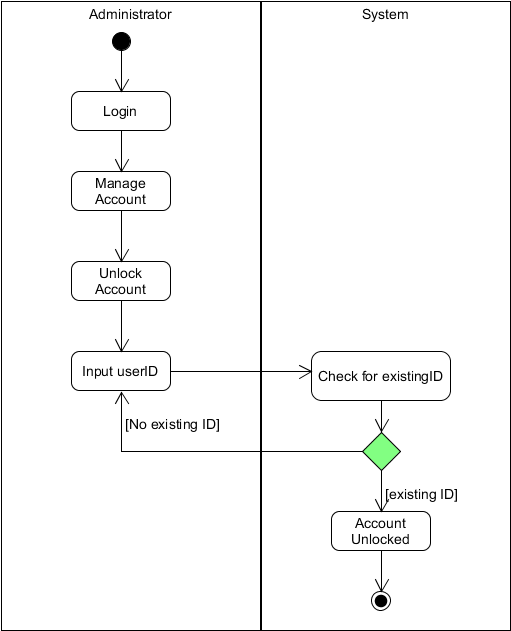 Administrator
System
Login
Manage
Account
Unlock
Account
Input userID
Check for existingID
[No existing ID]
[existing ID]
Account
Unlocked